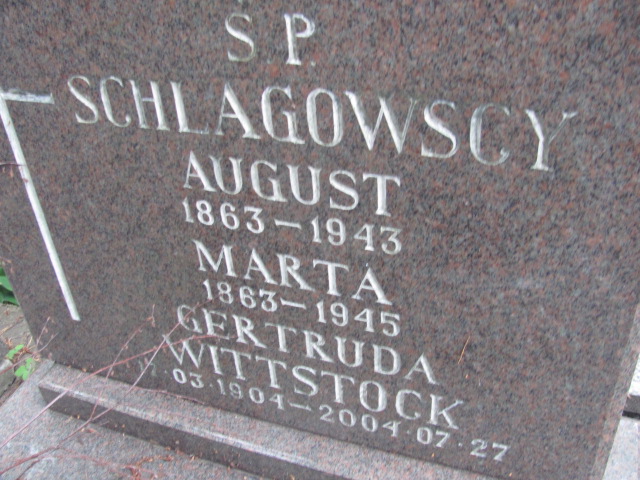 Ś.P.
SCHLAGOWSCY
AUGUST
1863–1943
MARTA
1863–1945
GERTRUDA
WITTSTOCK
03.1904–2004.07.27